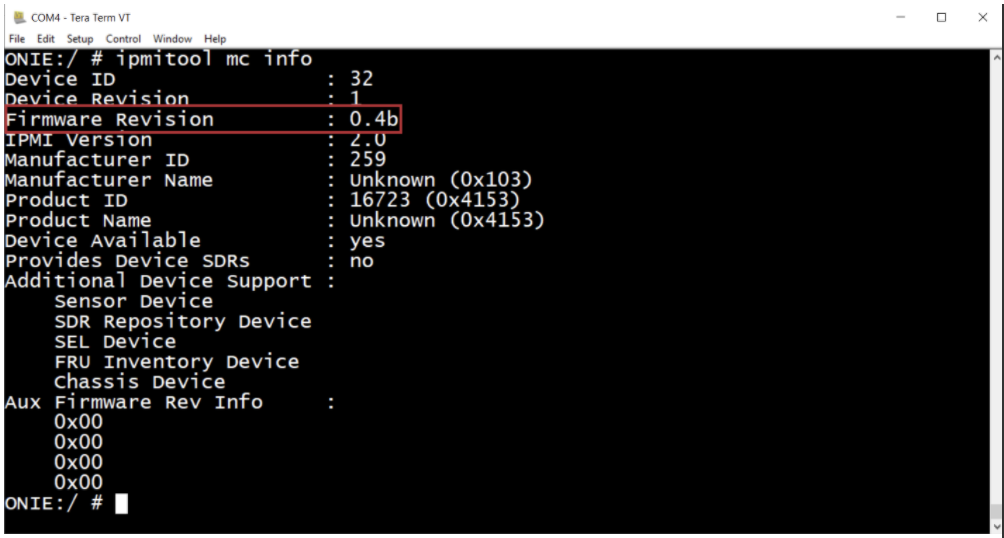 COM4 - Tera Term VT
File Edit Setup Control Window Help
ONIE:/ # ipmitool mc info
Device ID                 : 32
Device Revision           : 1
Firmware Revision         : 0.4b
IPMI Version              : 2.0
Manufacturer ID           : 259
Manufacturer Name         : Unknown (0x103)
Product ID                : 16723 (0x4153)
Product Name              : Unknown (0x4153)
Device Available          : yes
Provides Device SDRs      : no
Additional Device Support :
    Sensor Device
    SDR Repository Device
    SEL Device
    FRU Inventory Device
    Chassis Device
Aux Firmware Rev Info     :
    0x00
    0x00
    0x00
    0x00
ONIE:/ #